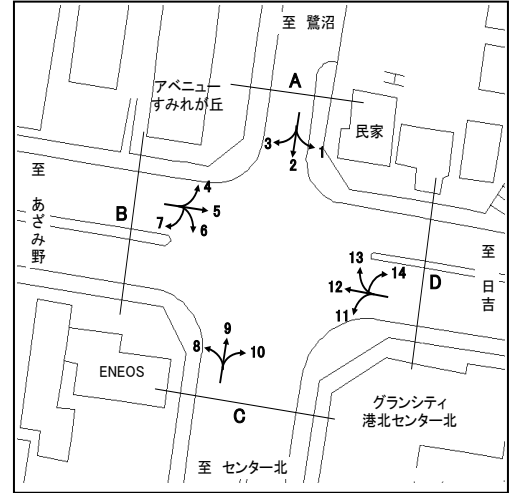 至 鷺沼
A
アベニュー
すみれが丘
民家
3
1
2
至
あざみ野
B
4
5
7
6
至
日吉
D
13
14
12
11
9
8
10
ENEOS
C
グランシティ
港北センター北
至 センター北